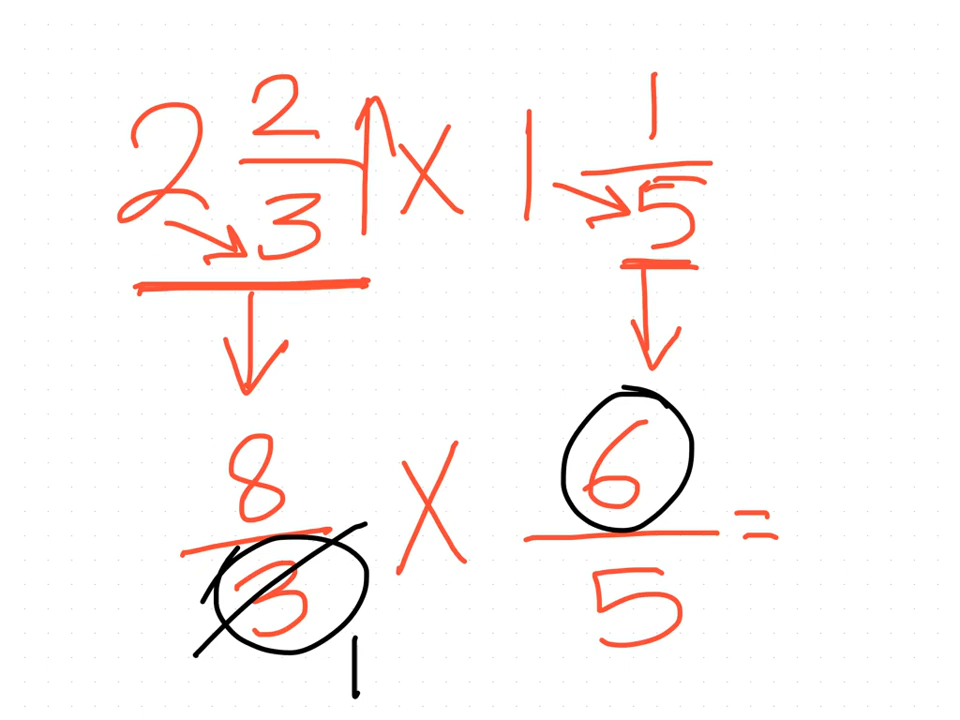 2 2/3 × 1 1/5
8/3 × 6/5 =
1